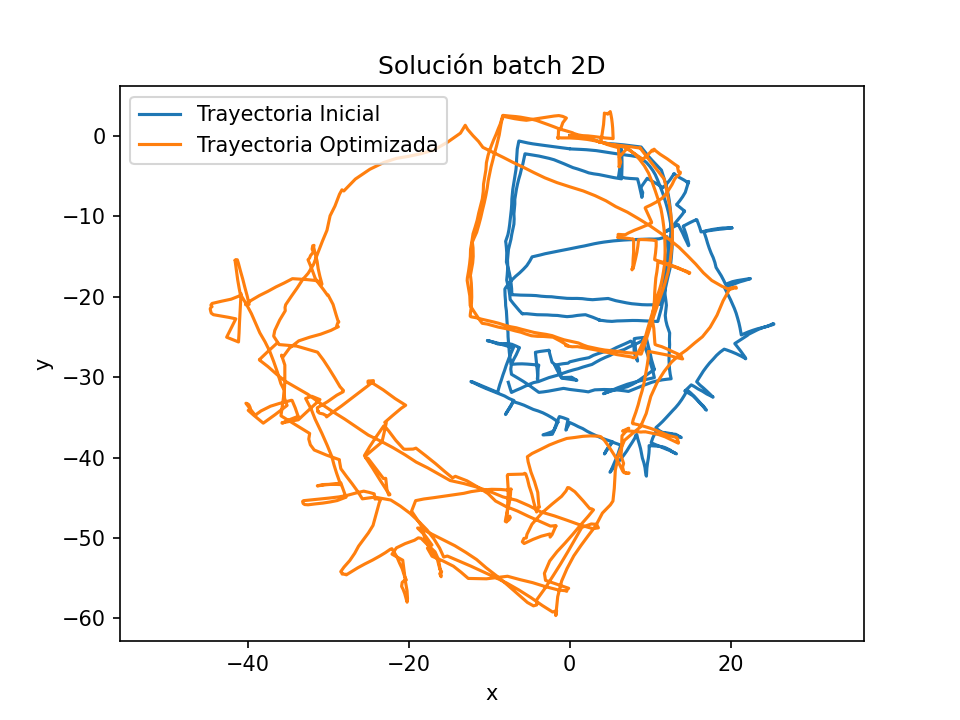 Solución batch 2D
Trayectoria Inicial
Trayectoria Optimizada
0
−10
−20
−30
−40
−50
−60
y
−40
−20
0
20
x